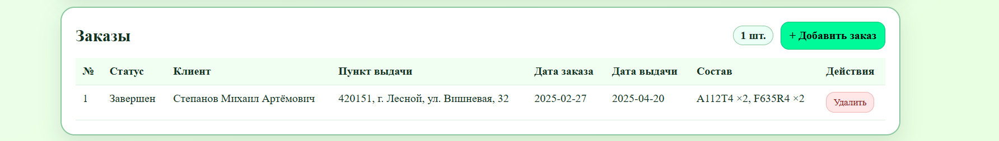 Заказы
1 шт.
+ Добавить заказ
№ Статус Клиент Пункт выдачи Дата заказа Дата выдачи Состав Действия
1 Завершен Степанов Михаил Артёмович 420151, г. Лесной, ул. Вишневая, 32 2025-02-27 2025-04-20 A112T4 ×2, F635R4 ×2 Удалить